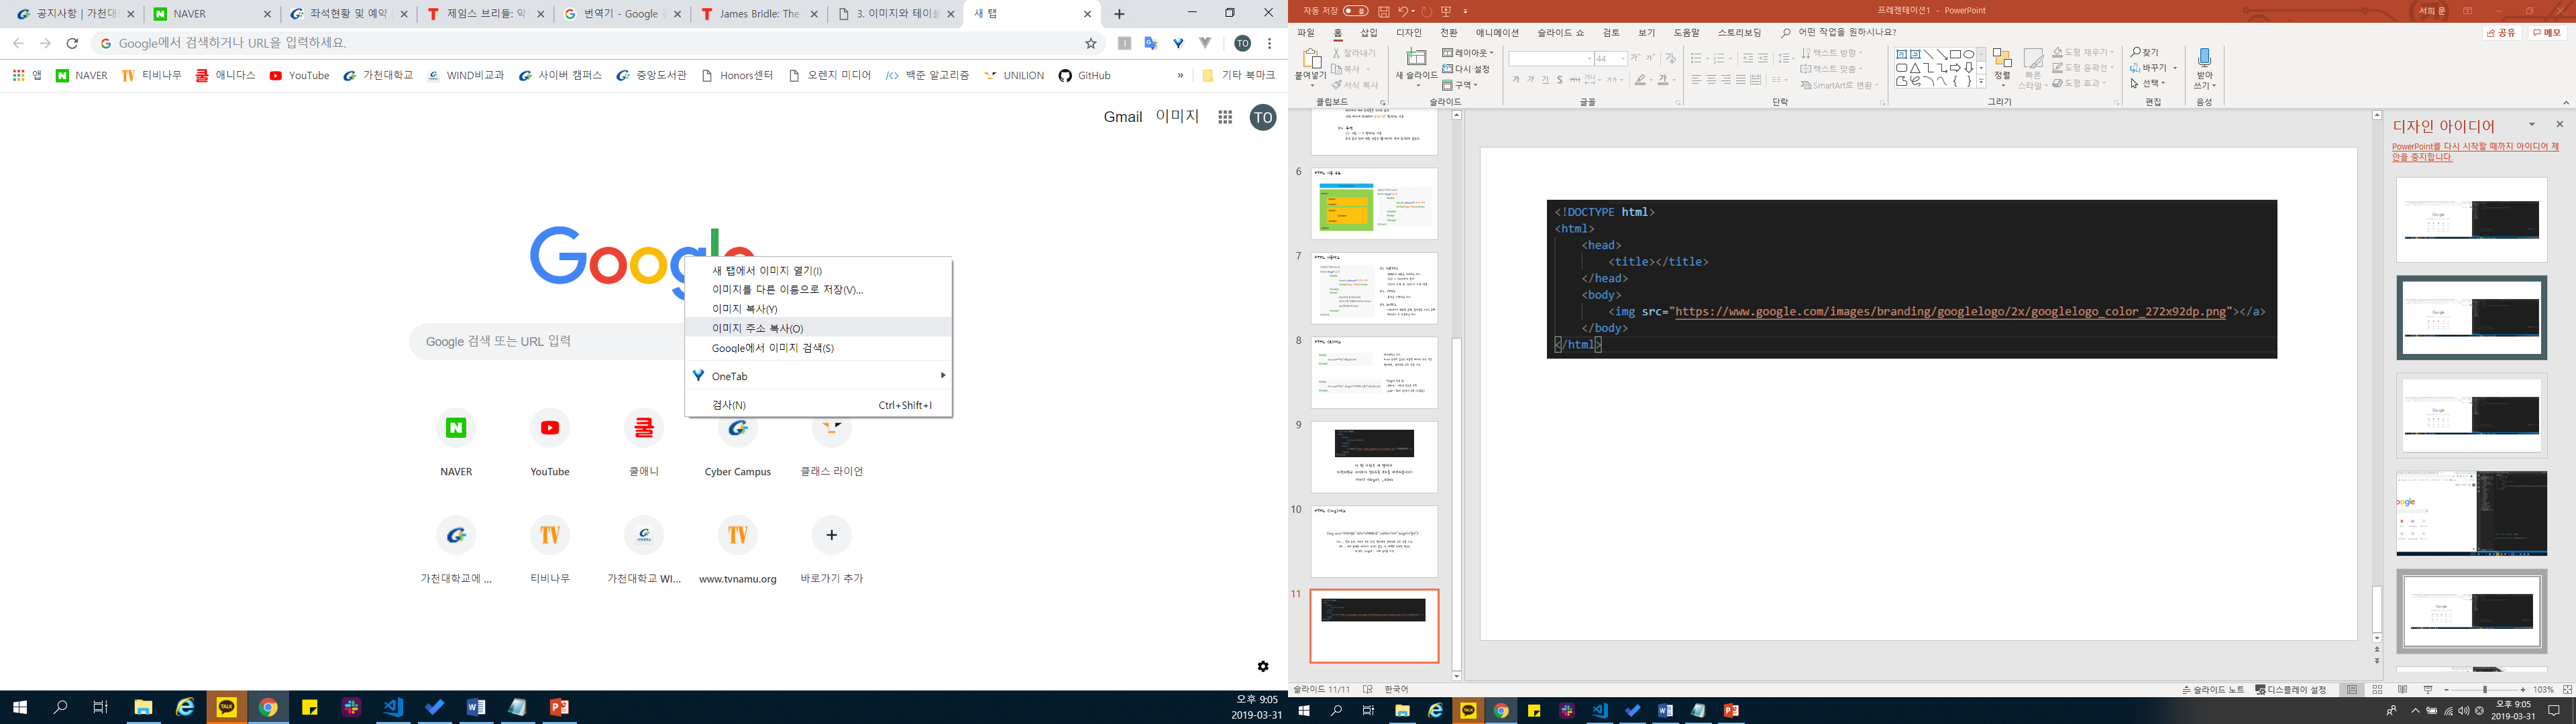 공지사항 | 가천대
NAVER
좌석현황 및 예약
제임스 브리들: 악
번역기 - Google 검
James Bridle: The
3. 이미지와 테이블
새 탭
Google에서 검색하거나 URL을 입력하세요.
앱
NAVER
티비나무
애니다스
YouTube
가천대학교
WIND비교과
사이버 캠퍼스
중앙도서관
Honors센터
오렌지 미디어
백준 알고리즘
UNILION
GitHub
기타 북마크
Gmail 이미지 TO
Google
새 탭에서 이미지 열기(I)
이미지를 다른 이름으로 저장(V)...
이미지 복사(Y)
이미지 주소 복사(O)
Google에서 이미지 검색(S)
OneTab
검사(N) Ctrl+Shift+I
Google 검색 또는 URL 입력
NAVER
YouTube
쿨애니
Cyber Campus
클래스 라이언
가천대학교에 ...
티비나무
가천대학교 WI...
www.tvnamu.org
바로가기 추가
오후 9:05
2019-03-31
자동 저장
프레젠테이션1 - PowerPoint
서희 문
파일 홈 삽입 디자인 전환 애니메이션 슬라이드 쇼 검토 보기 도움말 스토리보딩 어떤 작업을 원하시나요?
공유 메모
붙여넣기
잘라내기
복사
서식 복사
클립보드
새 슬라이드
레이아웃
다시 설정
구역
슬라이드
44
글꼴
텍스트 방향
텍스트 맞춤
SmartArt로 변환
단락
정렬
빠른 스타일
도형 채우기
도형 윤곽선
도형 효과
그리기
찾기
바꾸기
선택
편집
받아쓰기
음성
6
7
8
9
10
11
<!DOCTYPE html>
<html>
<head>
<title></title>
</head>
<body>
<img src="https://www.google.com/images/branding/googlelogo/2x/googlelogo_color_272x92dp.png"></a>
</body>
</html>
디자인 아이디어
PowerPoint를 다시 시작할 때까지 아이디어 제
안을 중지합니다.
슬라이드 11/11 한국어
슬라이드 노트 디스플레이 설정 103%
오후 9:05
2019-03-31